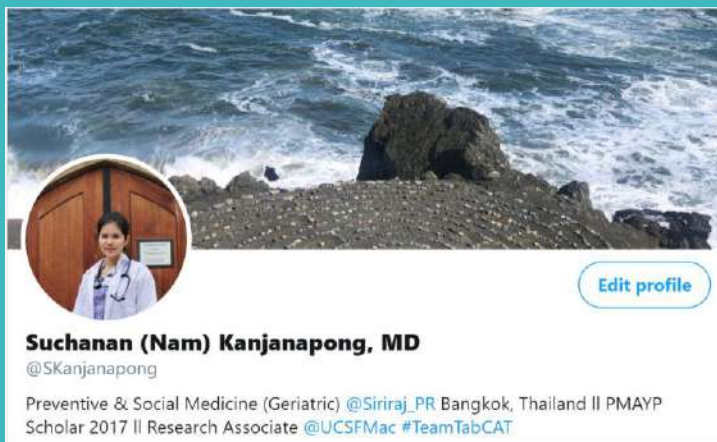 Edit profile
Suchanan (Nam) Kanjanapong, MD
@SKanjanapong
Preventive & Social Medicine (Geriatric) @Siriraj_PR Bangkok, Thailand ll PMAYP
Scholar 2017 ll Research Associate @UCSFMac #TeamTabCAT